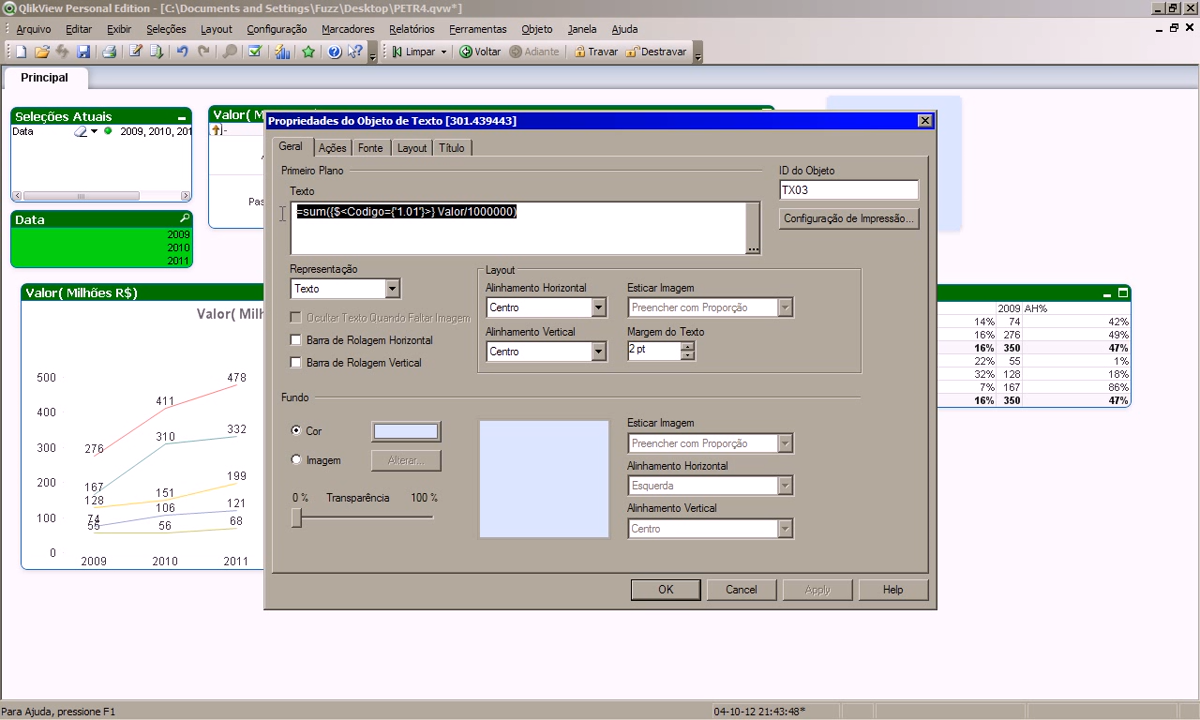 QlikView Personal Edition - [C:\Documents and Settings\Fuzz\Desktop\PETR4.qvw*]
Arquivo Editar Exibir Seleções Layout Configuração Marcadores Relatórios Ferramentas Objeto Janela Ajuda
Limpar Voltar Adiante Travar Destravar
Principal
Seleções Atuais
Data 2009, 2010, 201
Valor( M
Pas
Data
2009
2010
2011
Propriedades do Objeto de Texto [301.439443]
Geral Ações Fonte Layout Título
Primeiro Plano
Texto
=sum({$<Codigo={'1.01'}>} Valor/1000000)
ID do Objeto
TX03
Configuração de Impressão...
Representação
Texto
Ocultar Texto Quando Faltar Imagem
Barra de Rolagem Horizontal
Barra de Rolagem Vertical
Layout
Alinhamento Horizontal
Centro
Esticar Imagem
Preencher com Proporção
Alinhamento Vertical
Centro
Margem do Texto
2 pt
Fundo
Cor
Imagem
Alterar...
0 % Transparência 100 %
Esticar Imagem
Preencher com Proporção
Alinhamento Horizontal
Esquerda
Alinhamento Vertical
Centro
OK Cancel Apply Help
Valor( Milhões R$)
Valor( Milh
500
400
300
200
100
0
276 411 478
167 310 332
128 151 199
74 106 121
55 56 68
2009 2010 2011
2009 AH%
14% 74 42%
16% 276 49%
16% 350 47%
22% 55 1%
32% 128 18%
7% 167 86%
16% 350 47%
Para Ajuda, pressione F1
04-10-12 21:43:48*